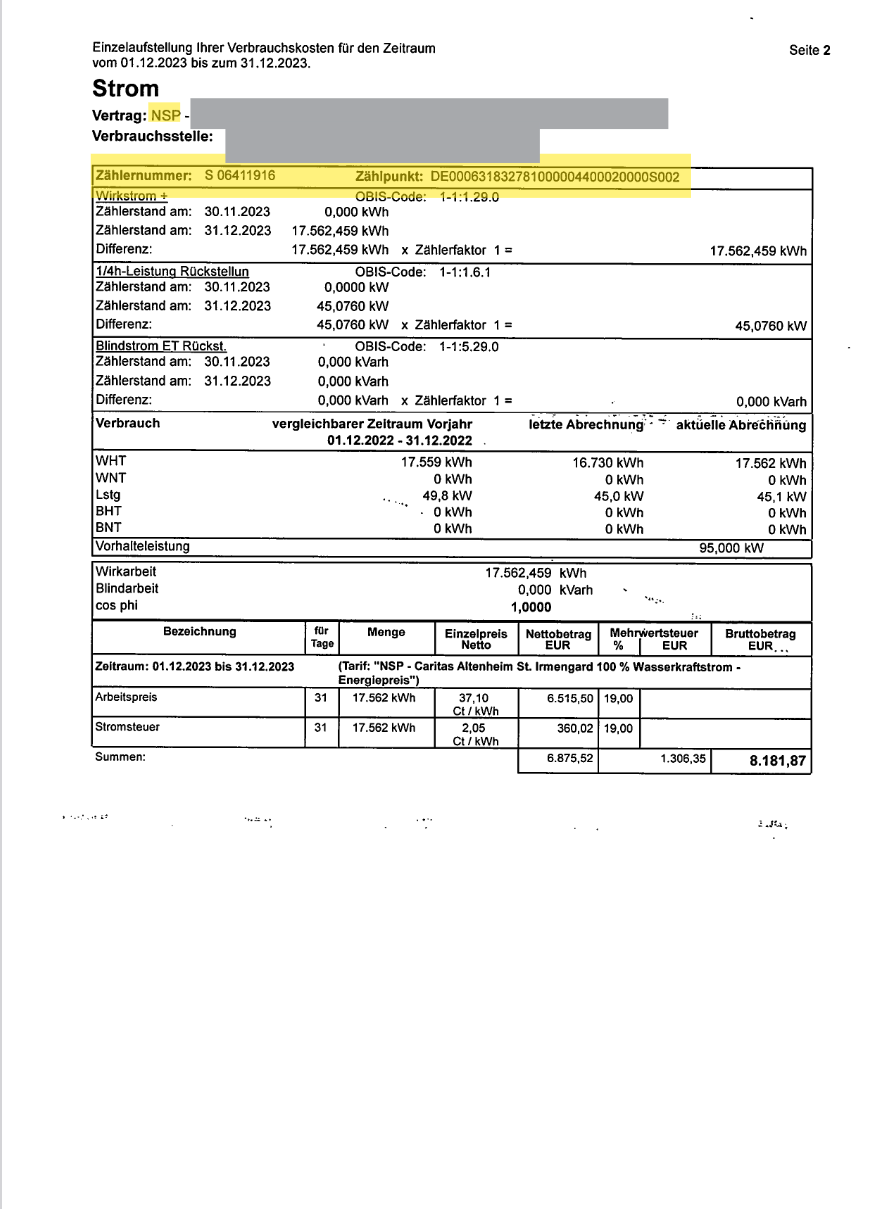 Einzelaufstellung Ihrer Verbrauchskosten für den Zeitraum
vom 01.12.2023 bis zum 31.12.2023.
Seite 2
Strom
Vertrag: NSP -
Verbrauchsstelle:
Zählernummer: S 06411916 Zählpunkt: DE00063183278100000440002000​0S002
Wirkstrom + OBIS-Code: 1-1:1.29.0
Zählerstand am: 30.11.2023 0,000 kWh
Zählerstand am: 31.12.2023 17.562,459 kWh
Differenz: 17.562,459 kWh x Zählerfaktor 1 = 17.562,459 kWh
1/4h-Leistung Rückstellun OBIS-Code: 1-1:1.6.1
Zählerstand am: 30.11.2023 0,0000 kW
Zählerstand am: 31.12.2023 45,0760 kW
Differenz: 45,0760 kW x Zählerfaktor 1 = 45,0760 kW
Blindstrom ET Rückst. OBIS-Code: 1-1:5.29.0
Zählerstand am: 30.11.2023 0,000 kVarh
Zählerstand am: 31.12.2023 0,000 kVarh
Differenz: 0,000 kVarh x Zählerfaktor 1 = 0,000 kVarh
Verbrauch vergleichbarer Zeitraum Vorjahr letzte Abrechnung aktuelle Abrechnung
01.12.2022 - 31.12.2022
WHT 17.559 kWh 16.730 kWh 17.562 kWh
WNT 0 kWh 0 kWh 0 kWh
Lstg 49,8 kW 45,0 kW 45,1 kW
BHT 0 kWh 0 kWh 0 kWh
BNT 0 kWh 0 kWh 0 kWh
Vorhalteleistung 95,000 kW
Wirkarbeit 17.562,459 kWh
Blindarbeit 0,000 kVarh
cos phi 1,0000
Bezeichnung für Menge Einzelpreis Nettobetrag Mehrwertsteuer Bruttobetrag
Tage Netto EUR % EUR EUR
Zeitraum: 01.12.2023 bis 31.12.2023 (Tarif: "NSP - Caritas Altenheim St. Irmengard 100 % Wasserkraftstrom -
Energiepreis")
Arbeitspreis 31 17.562 kWh 37,10 6.515,50 19,00
Ct / kWh
Stromsteuer 31 17.562 kWh 2,05 360,02 19,00
Ct / kWh
Summen: 6.875,52 1.306,35 8.181,87